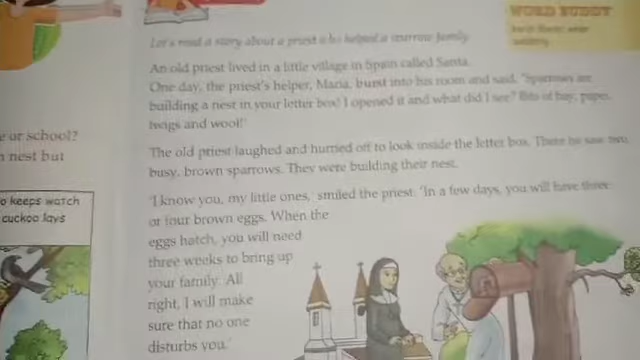 WORD BUDDY
Let's read a story about a priest who helped a sparrow family.
An old priest lived in a little village in Spain called Santa.
One day, the priest's helper, Maria, burst into his room and said, 'Sparrows are
building a nest in your letter box! I opened it and what did I see? Bits of hay, paper,
twigs and wool!'
The old priest laughed and hurried off to look inside the letter box. There he saw two
busy, brown sparrows. They were building their nest.
'I know you, my little ones,' smiled the priest. 'In a few days, you will have three
or four brown eggs. When the
eggs hatch, you will need
three weeks to bring up
your family. All
right, I will make
sure that no one
disturbs you.'
e or school?
nest but
keeps watch
cuckoo lays